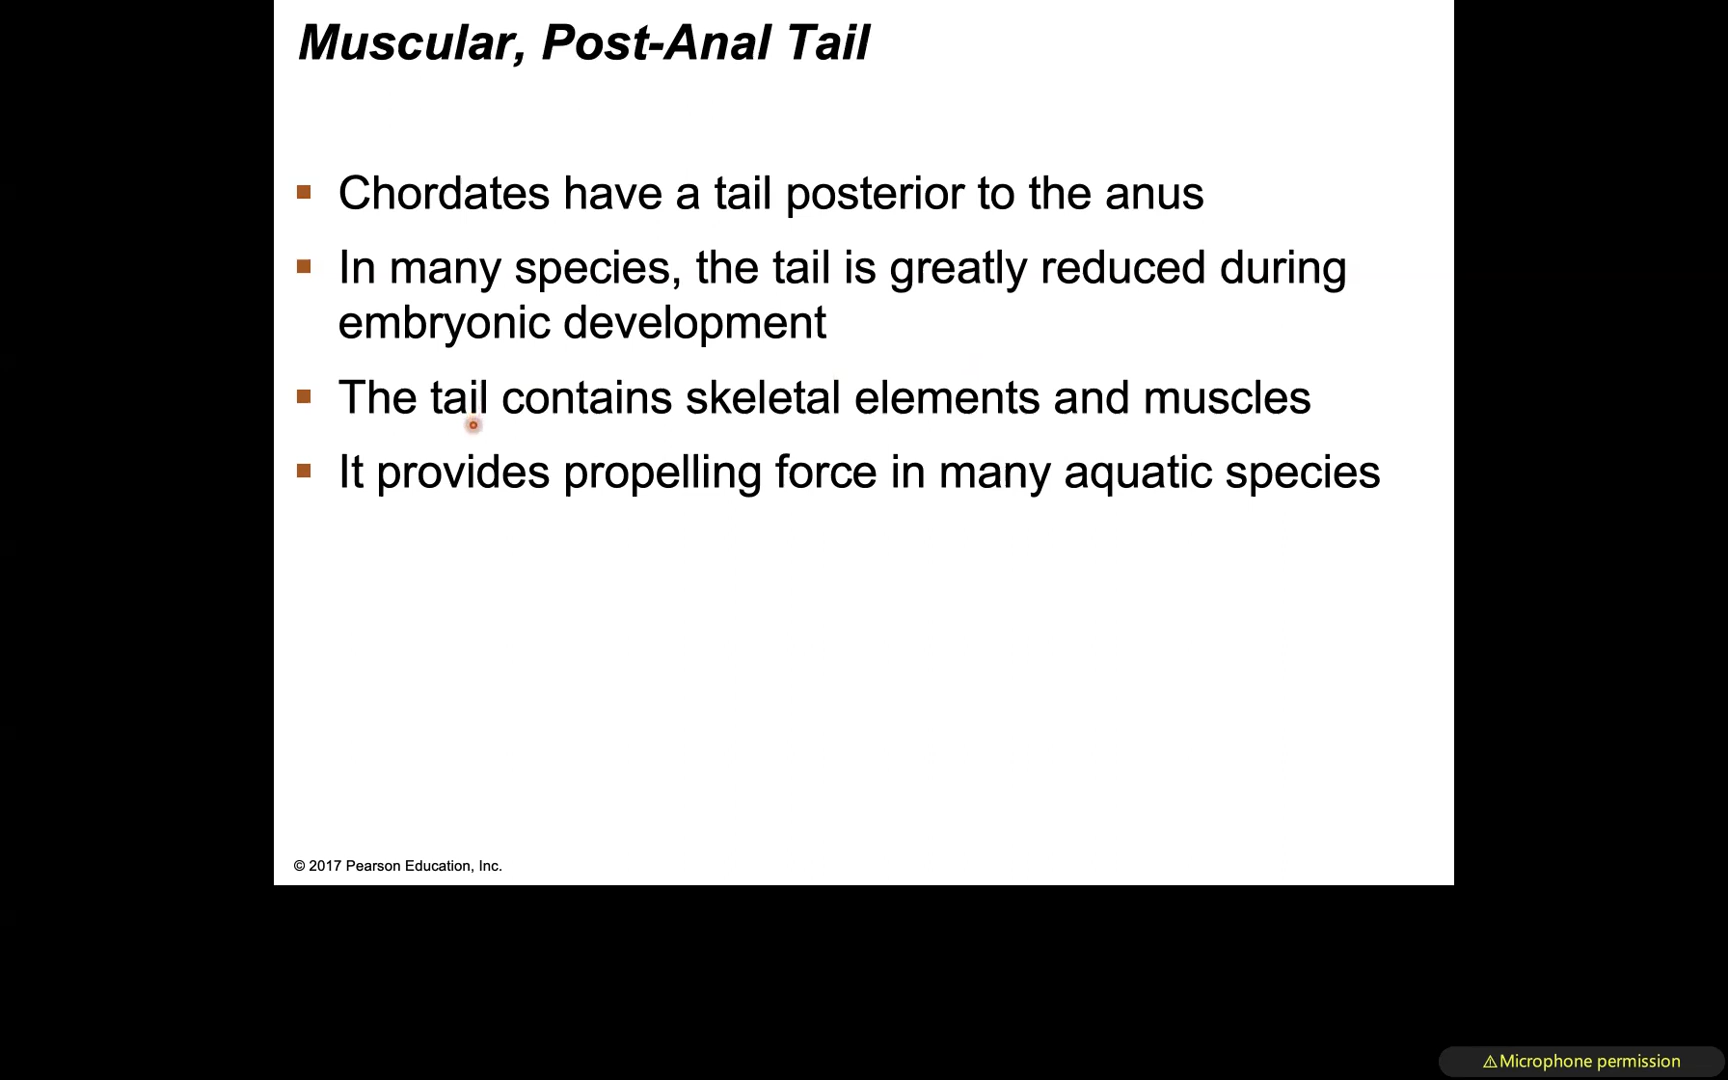 Muscular, Post-Anal Tail
▪ Chordates have a tail posterior to the anus
▪ In many species, the tail is greatly reduced during
embryonic development
▪ The tail contains skeletal elements and muscles
▪ It provides propelling force in many aquatic species
© 2017 Pearson Education, Inc.
⚠Microphone permission